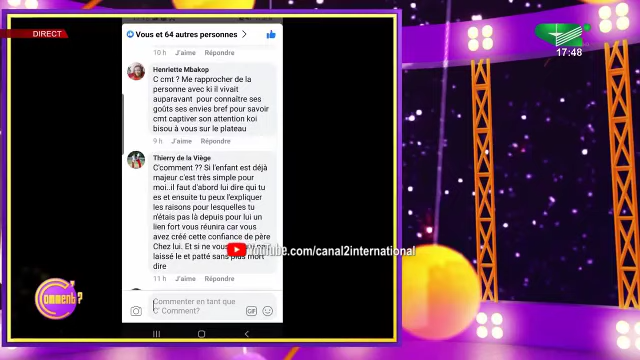 DIRECT
17:48
Vous et 64 autres personnes
10 h J'aime Répondre
Henriette Mbakop
C cmt ? Me rapprocher de la
personne avec ki il vivait
auparavant pour connaître ses
goûts ses envies bref pour savoir
cmt captiver son attention koi
bisou à vous sur le plateau
9 h J'aime Répondre
Thierry de la Viège
C'comment ?? Si l'enfant est déjà
majeur c'est très simple pour
moi..il faut d'abord lui dire qui tu
es et ensuite tu peux l'expliquer
les raisons pour lesquelles tu
n'étais pas là depuis pour lui un
lien fort vous réunira car vous
avez créé cette confiance de père
Chez lui. Et si ne vous
Youtube.com/canal2international
laissé le et patté sans plus mort
dire
11 h J'aime Répondre
Commenter en tant que
C' Comment?
GIF
C'omment ?